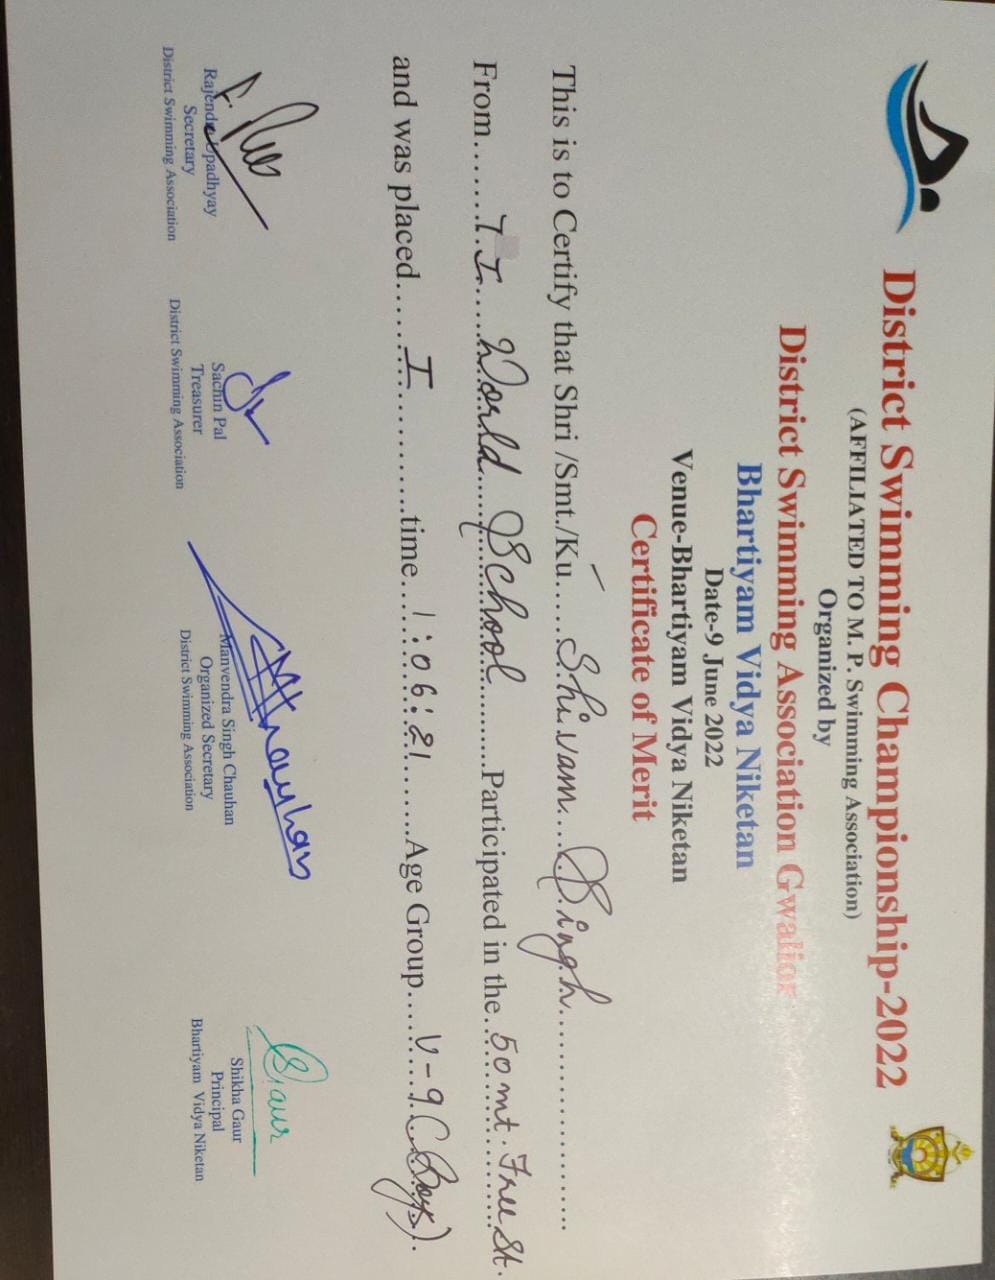 District Swimming Championship-2022
(AFFILIATED TO M. P. Swimming Association)
Organized by
District Swimming Association Gwalior
Bhartiyam Vidya Niketan
Date-9 June 2022
Venue-Bhartiyam Vidya Niketan
Certificate of Merit
This is to Certify that Shri /Smt./Ku.....Shivam...Singh..............................
From.......T.I....World School..........Participated in the..50 mt. Free St.
and was placed.......I..............time...1:06:21.......Age Group.....U-9 (Boys).
Rajendra Upadhyay
Secretary
District Swimming Association
Sachin Pal
Treasurer
District Swimming Association
MSChauhan
Manvendra Singh Chauhan
Organized Secretary
District Swimming Association
SGaur
Shikha Gaur
Principal
Bhartiyam Vidya Niketan